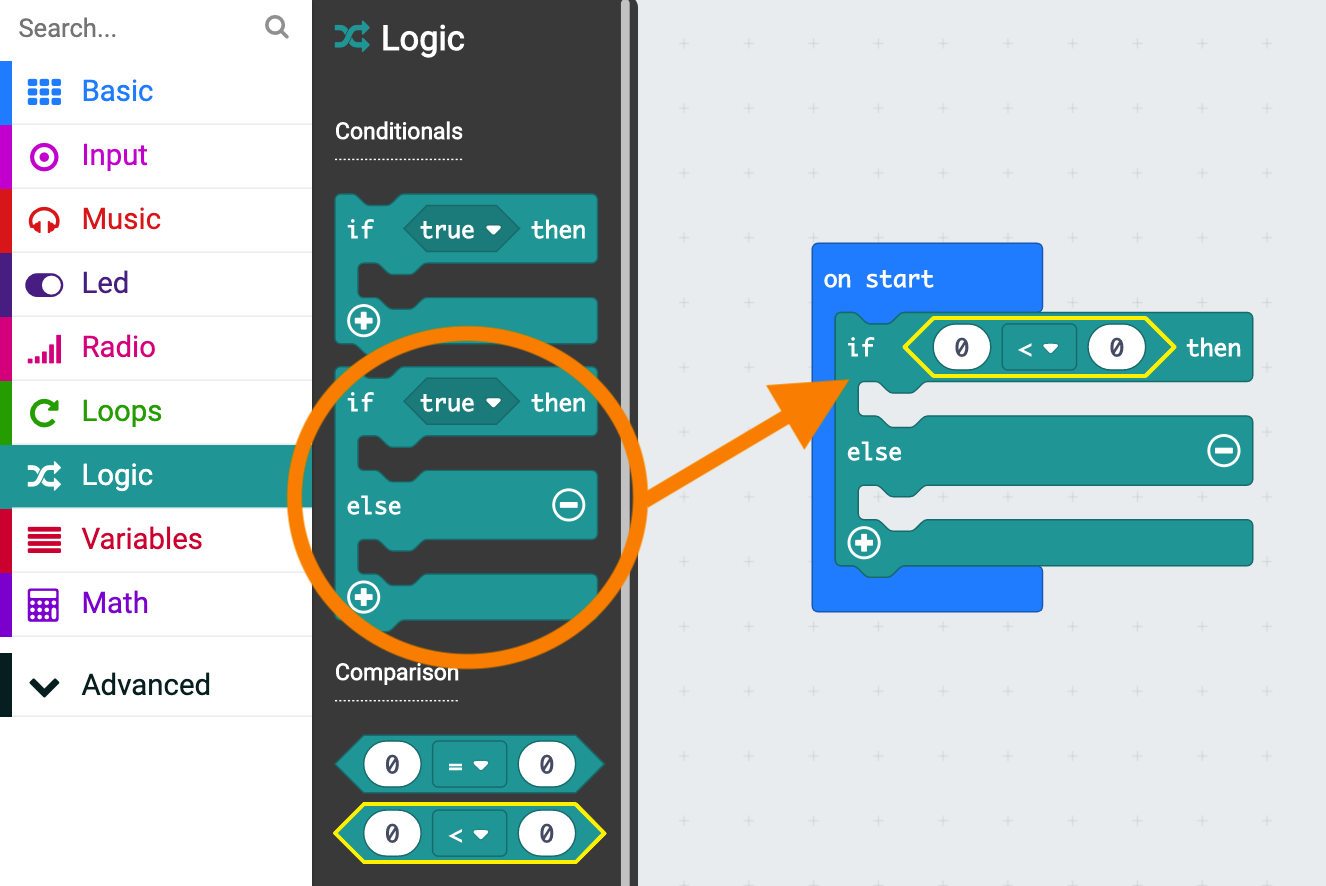 Search...
Basic
Input
Music
Led
Radio
Loops
Logic
Variables
Math
Advanced
Logic
Conditionals
if true then
if true then
else
Comparison
0 = 0
0 < 0
on start
if 0 < 0 then
else